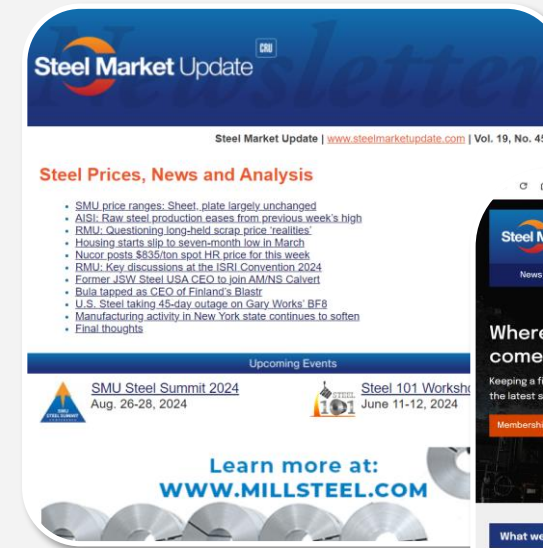 Newsletter
Steel Market Update
CRU
Steel Market Update | www.steelmarketupdate.com | Vol. 19, No. 45
Steel Prices, News and Analysis
SMU price ranges: Sheet, plate largely unchanged
AISI: Raw steel production eases from previous week's high
RMU: Questioning long-held scrap price 'realities'
Housing starts slip to seven-month low in March
Nucor posts $835/ton spot HR price for this week
RMU: Key discussions at the ISRI Convention 2024
Former JSW Steel USA CEO to join AM/NS Calvert
Bula tapped as CEO of Finland's Blastr
U.S. Steel taking 45-day outage on Gary Works' BF8
Manufacturing activity in New York state continues to soften
Final thoughts
Upcoming Events
SMU STEEL SUMMIT
SMU Steel Summit 2024
Aug. 26-28, 2024
STEEL
101
Steel 101 Worksho
June 11-12, 2024
Learn more at:
WWW.MILLSTEEL.COM
Steel M
News
Where
come
Keeping a fi
the latest s
Membershi
What we